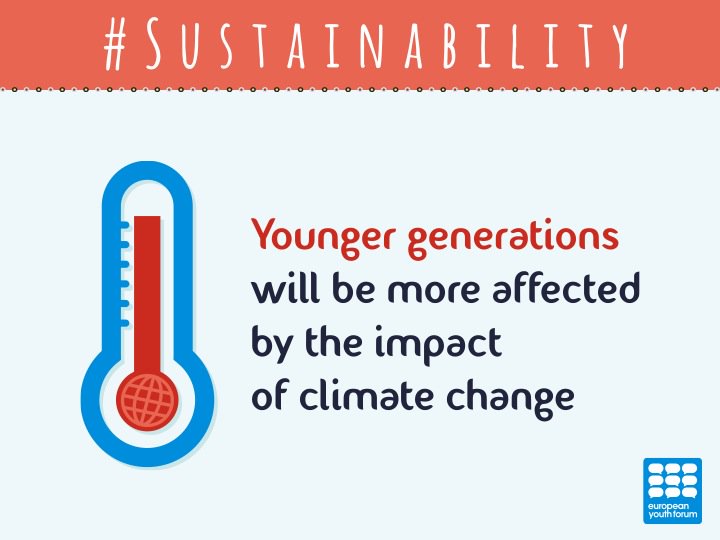 #SUSTAINABILITY
Younger generations
will be more affected
by the impact
of climate change
european
youth forum